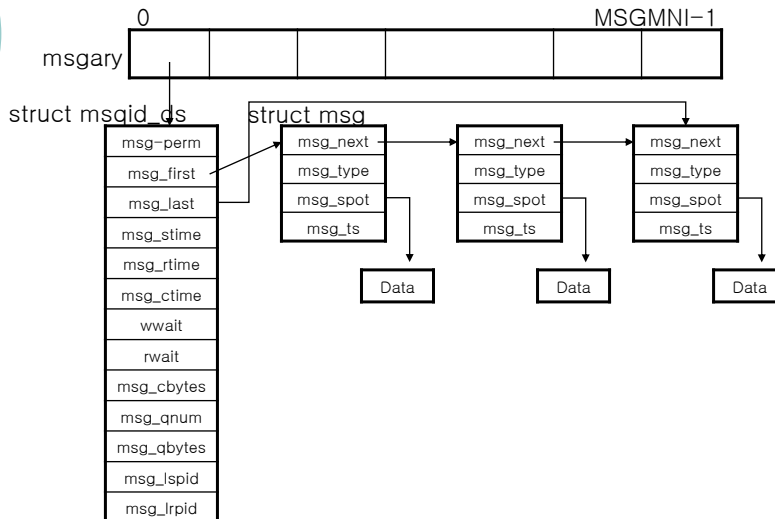 0 MSGMNI-1
msgary
struct msqid_ds struct msg
msg-perm
msg_first
msg_last
msg_stime
msg_rtime
msg_ctime
wwait
rwait
msg_cbytes
msg_qnum
msg_qbytes
msg_lspid
msg_lrpid
msg_next
msg_type
msg_spot
msg_ts
Data
msg_next
msg_type
msg_spot
msg_ts
Data
msg_next
msg_type
msg_spot
msg_ts
Data